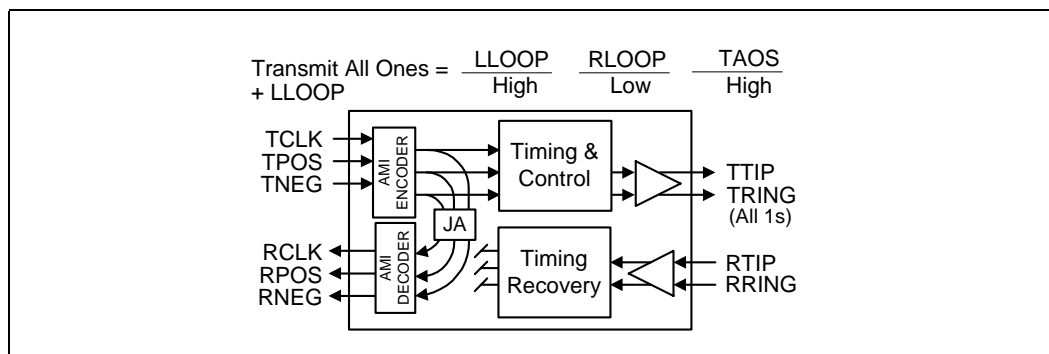 Transmit All Ones = LLOOP RLOOP TAOS
+ LLOOP High Low High
TCLK
TPOS
TNEG
AMI
ENCODER
Timing &
Control
TTIP
TRING
(All 1s)
JA
RCLK
RPOS
RNEG
AMI
DECODER
Timing
Recovery
RTIP
RRING